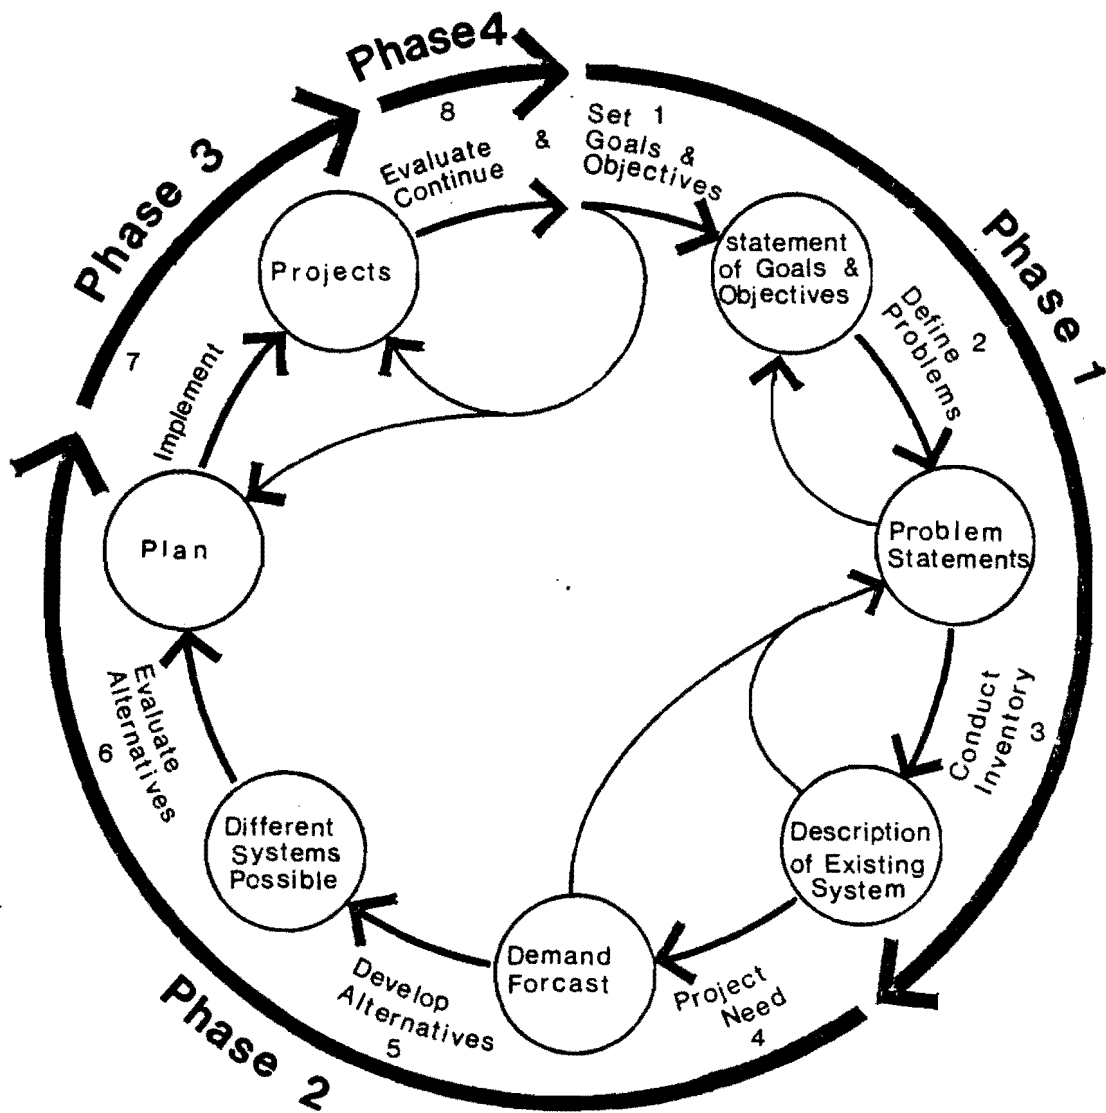 Phase 4
8
Evaluate &
Continue
Set 1
Goals &
Objectives
statement
of Goals &
Objectives
Phase 1
2
Define
Problems
Problem
Statements
3
Conduct
Inventory
Description
of Existing
System
Project
Need
4
Demand
Forcast
Phase 2
Develop
Alternatives
5
Different
Systems
Possible
6
Evaluate
Alternatives
Plan
Phase 3
7
Implement
Projects